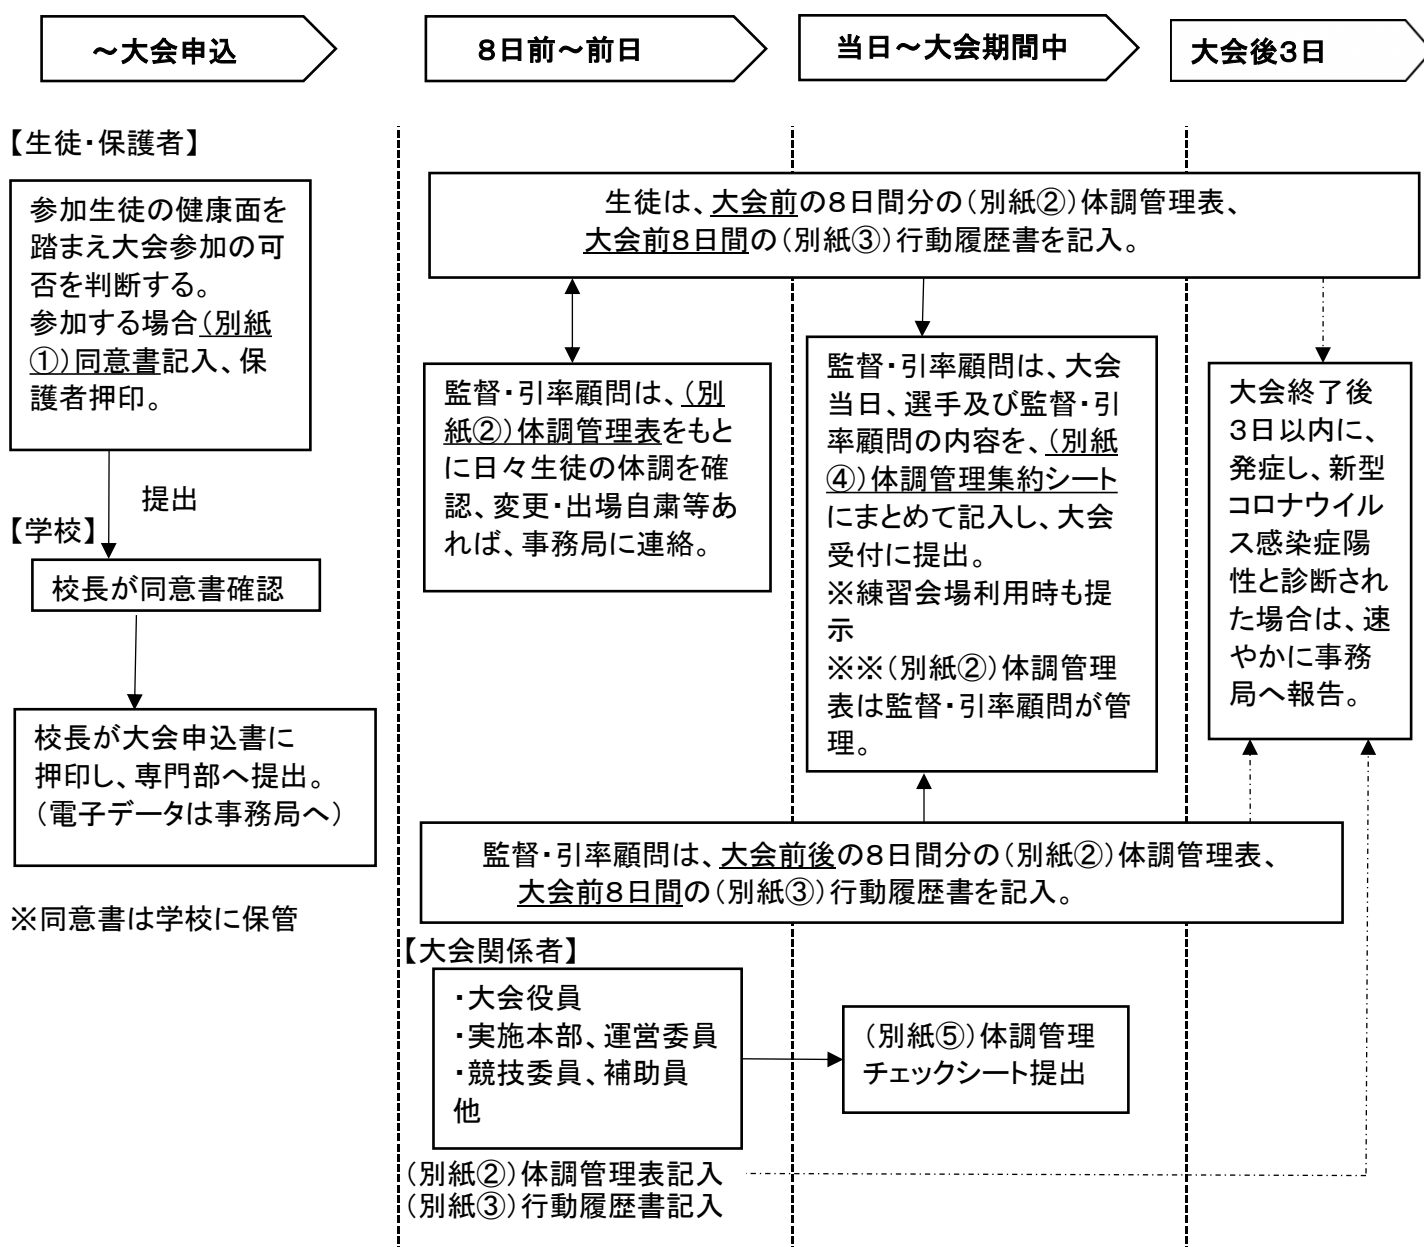 ～大会申込
8日前～前日
当日～大会期間中
大会後3日
【生徒・保護者】
参加生徒の健康面を
踏まえ大会参加の可
否を判断する。
参加する場合（別紙
①）同意書記入、保
護者押印。
提出
【学校】
校長が同意書確認
校長が大会申込書に
押印し、専門部へ提出。
（電子データは事務局へ）
※同意書は学校に保管
生徒は、大会前の8日間分の（別紙②）体調管理表、
大会前8日間の（別紙③）行動履歴書を記入。
監督・引率顧問は、（別
紙②）体調管理表をもと
に日々生徒の体調を確
認、変更・出場自粛等あ
れば、事務局に連絡。
監督・引率顧問は、大会
当日、選手及び監督・引
率顧問の内容を、（別紙
④）体調管理集約シート
にまとめて記入し、大会
受付に提出。
※練習会場利用時も提
示
※※（別紙②）体調管理
表は監督・引率顧問が管
理。
大会終了後
3日以内に、
発症し、新型
コロナウイル
ス感染症陽
性と診断され
た場合は、速
やかに事務
局へ報告。
監督・引率顧問は、大会前後の8日間分の（別紙②）体調管理表、
大会前8日間の（別紙③）行動履歴書を記入。
【大会関係者】
・大会役員
・実施本部、運営委員
・競技委員、補助員
他
（別紙⑤）体調管理
チェックシート提出
（別紙②）体調管理表記入
（別紙③）行動履歴書記入